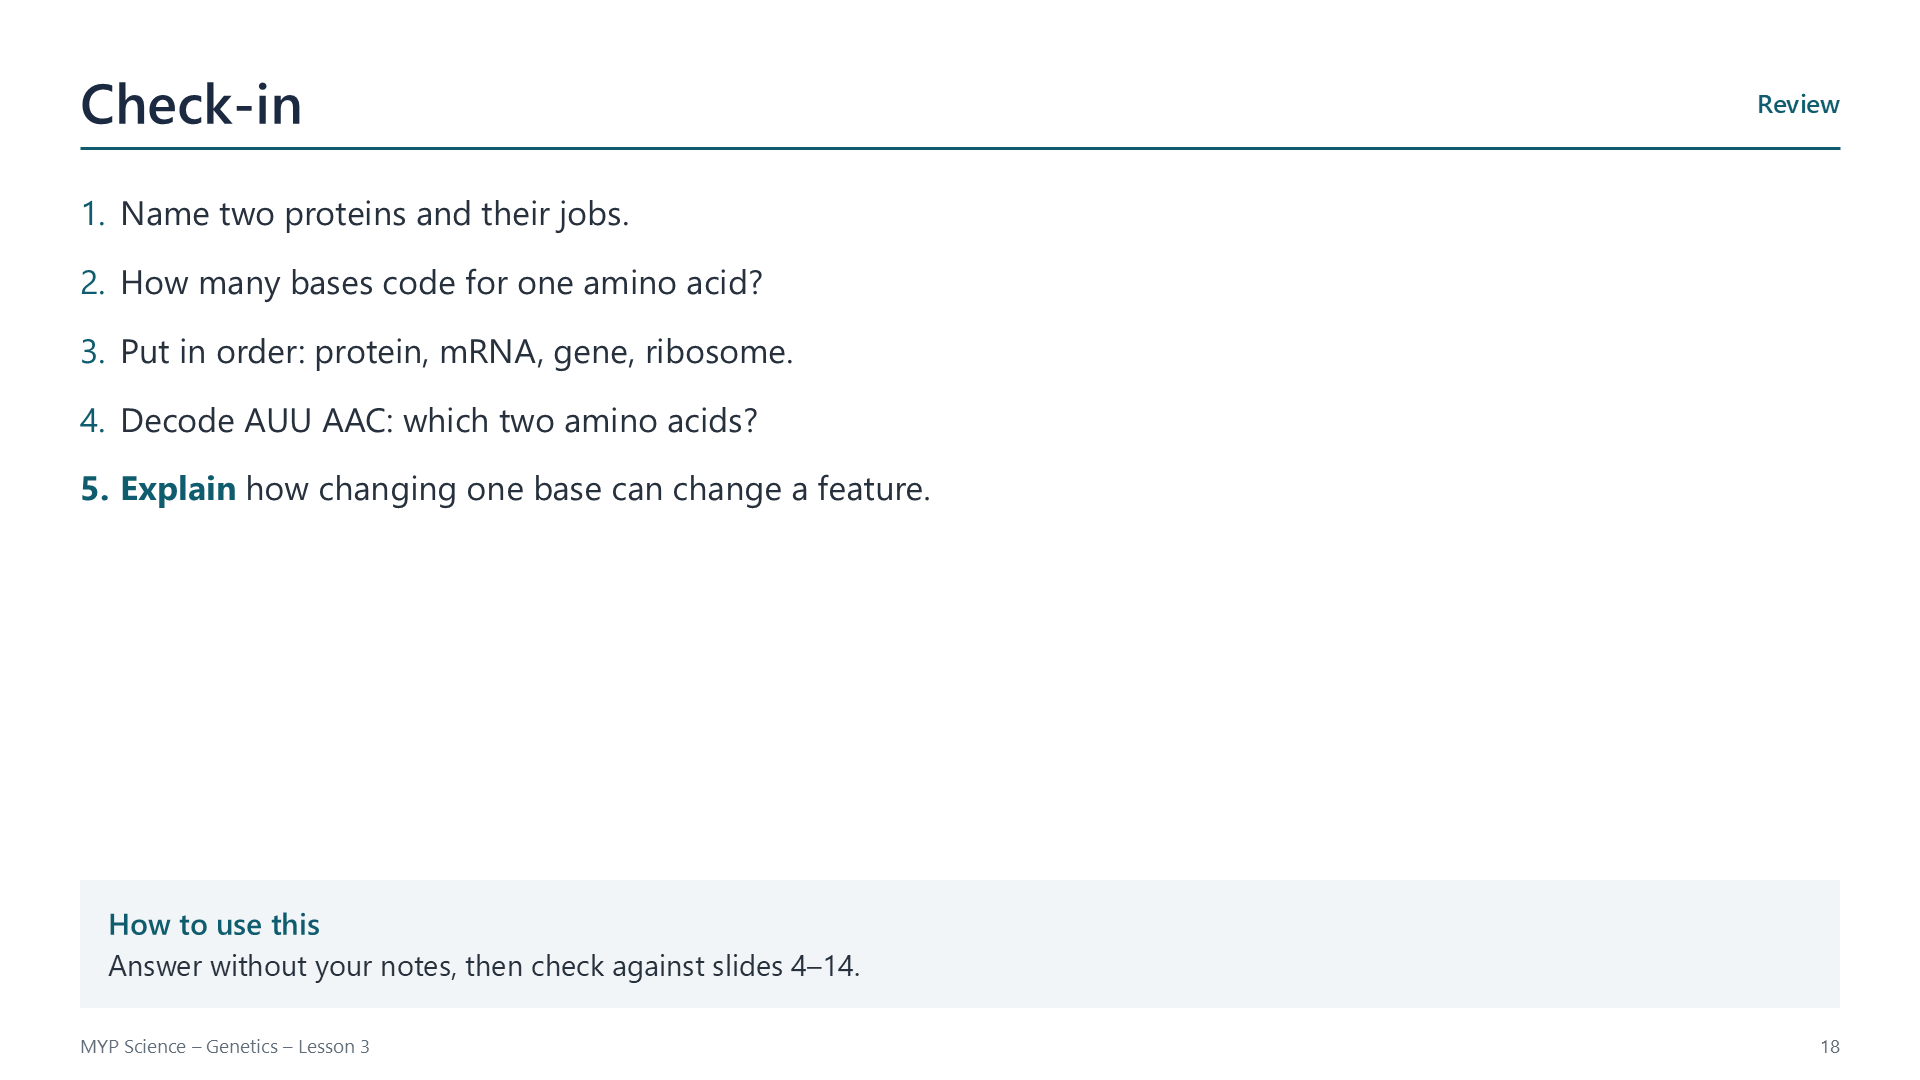 Check-in
Review
1. Name two proteins and their jobs.
2. How many bases code for one amino acid?
3. Put in order: protein, mRNA, gene, ribosome.
4. Decode AUU AAC: which two amino acids?
5. Explain how changing one base can change a feature.
How to use this
Answer without your notes, then check against slides 4–14.
MYP Science – Genetics – Lesson 3
18